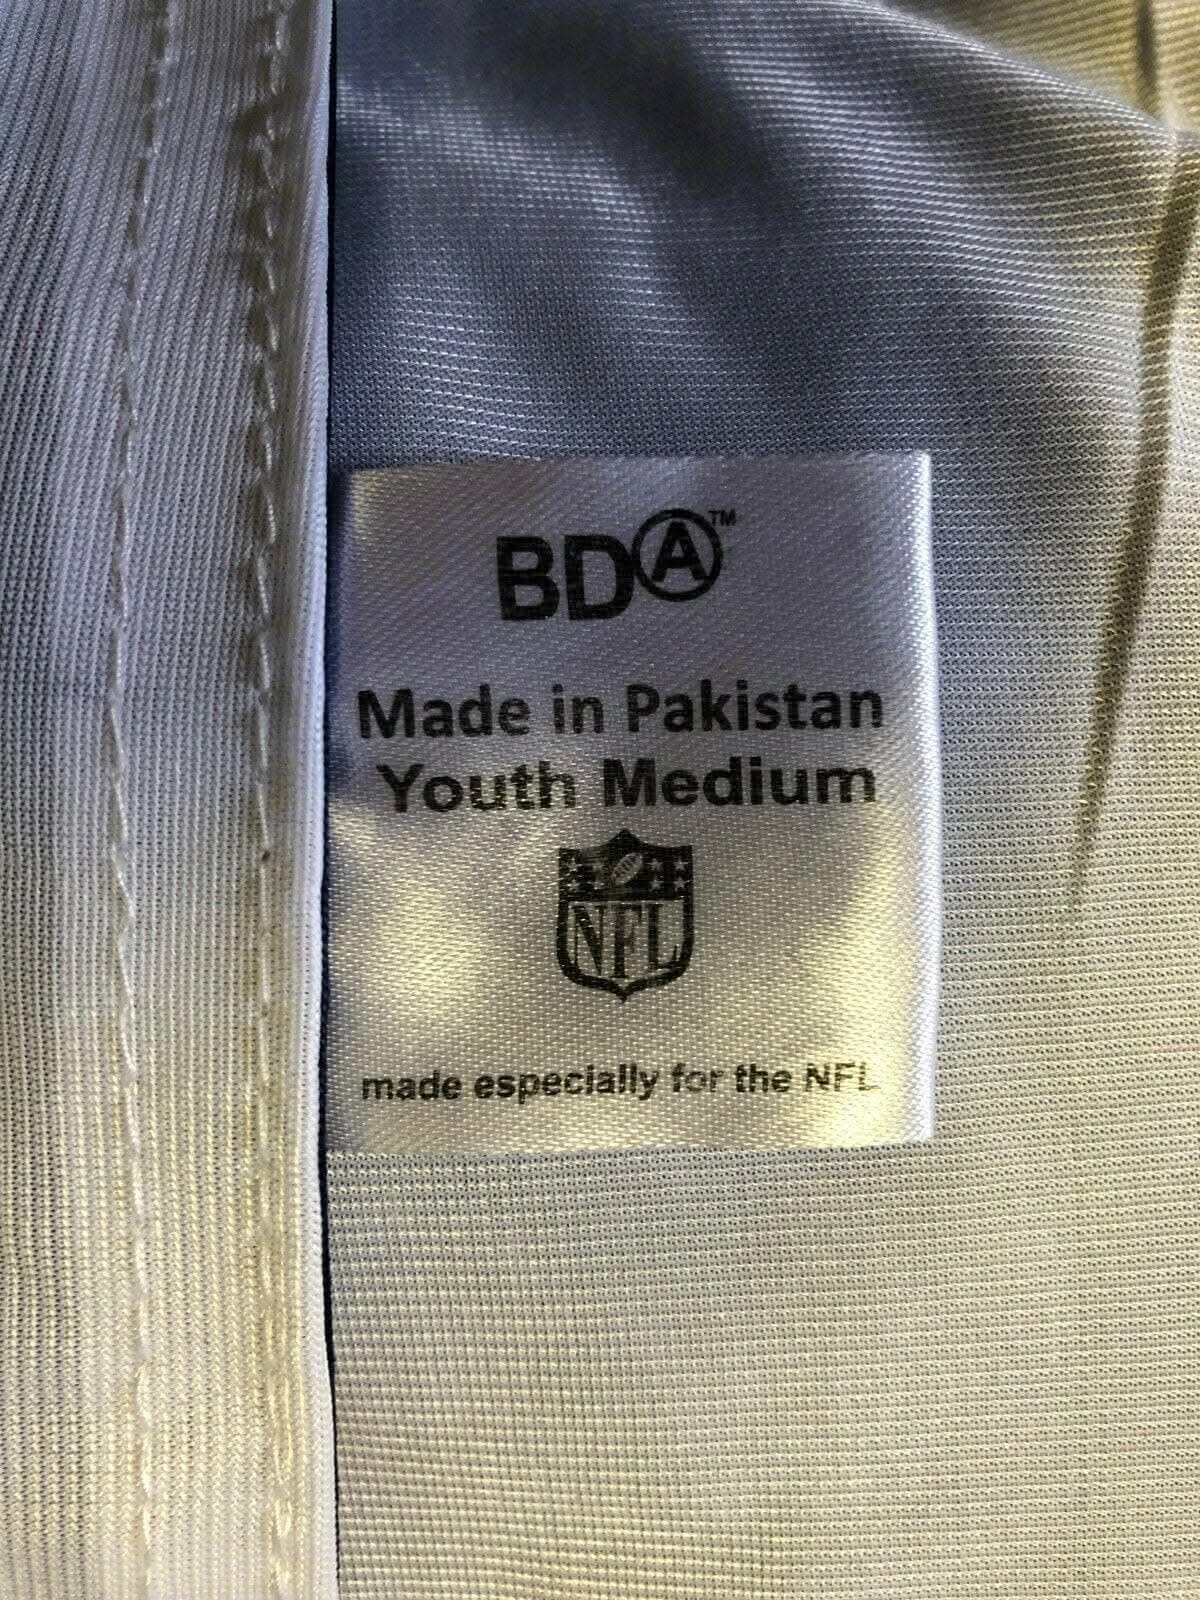 BDA™
Made in Pakistan
Youth Medium
NFL
made especially for the NFL